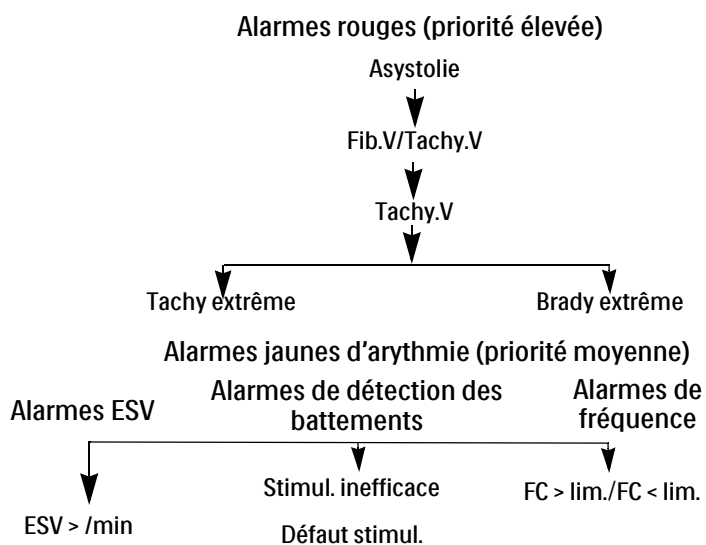 Alarmes rouges (priorité élevée)
Asystolie
Fib.V/Tachy.V
Tachy.V
Tachy extrême
Brady extrême
Alarmes jaunes d'arythmie (priorité moyenne)
Alarmes ESV
Alarmes de détection des
battements
Alarmes de
fréquence
ESV > /min
Stimul. inefficace
Défaut stimul.
FC > lim./FC < lim.